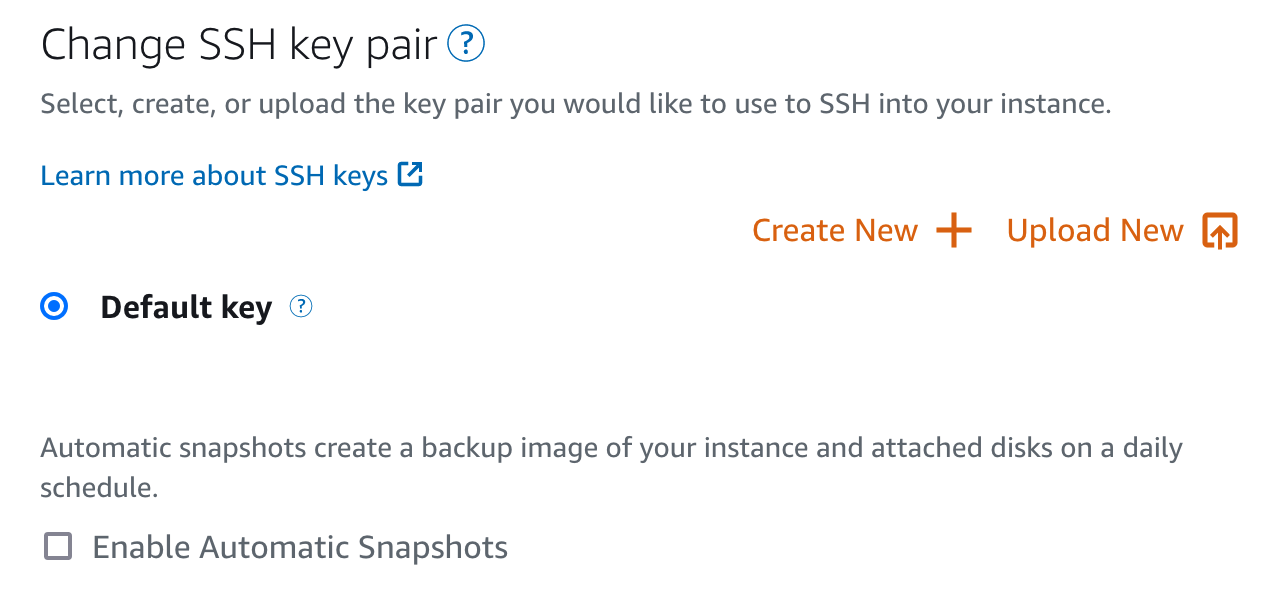 Change SSH key pair ?
Select, create, or upload the key pair you would like to use to SSH into your instance.
Learn more about SSH keys
Create New + Upload New
Default key ?
Automatic snapshots create a backup image of your instance and attached disks on a daily
schedule.
Enable Automatic Snapshots